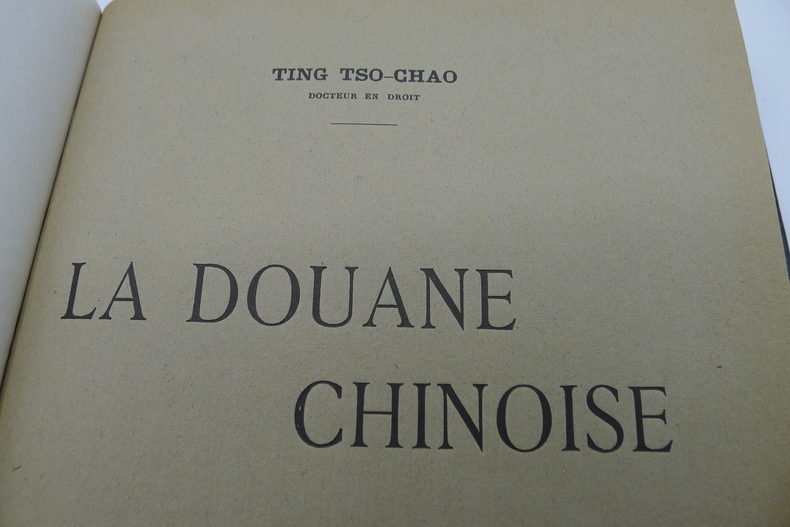 TING TSO-CHAO
DOCTEUR EN DROIT
LA DOUANE
CHINOISE